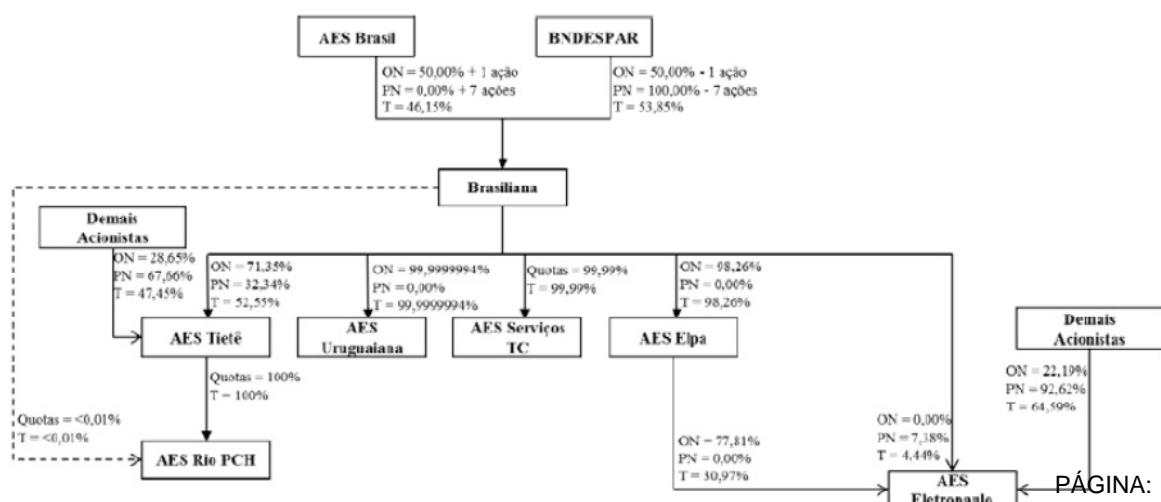 AES Brasil
BNDESPAR
ON = 50,00% + 1 ação
PN = 0,00% + 7 ações
T = 46,15%
ON = 50,00% - 1 ação
PN = 100,00% - 7 ações
T = 53,85%
Brasiliana
Demais
Acionistas
ON = 28,65%
PN = 67,66%
T = 47,45%
ON = 71,35%
PN = 32,34%
T = 52,55%
ON = 99,9999994%
PN = 0,00%
T = 99,9999994%
Quotas = 99,99%
T = 99,99%
ON = 98,26%
PN = 0,00%
T = 98,26%
AES Tietê
AES
Uruguaiana
AES Serviços
TC
AES Elpa
Demais
Acionistas
Quotas = 100%
T = 100%
ON = 22,19%
PN = 92,62%
T = 64,59%
Quotas = <0,01%
T = <0,01%
AES Rio PCH
ON = 77,81%
PN = 0,00%
T = 30,97%
ON = 0,00%
PN = 7,38%
T = 4,44%
AES
Eletropaulo
PÁGINA: